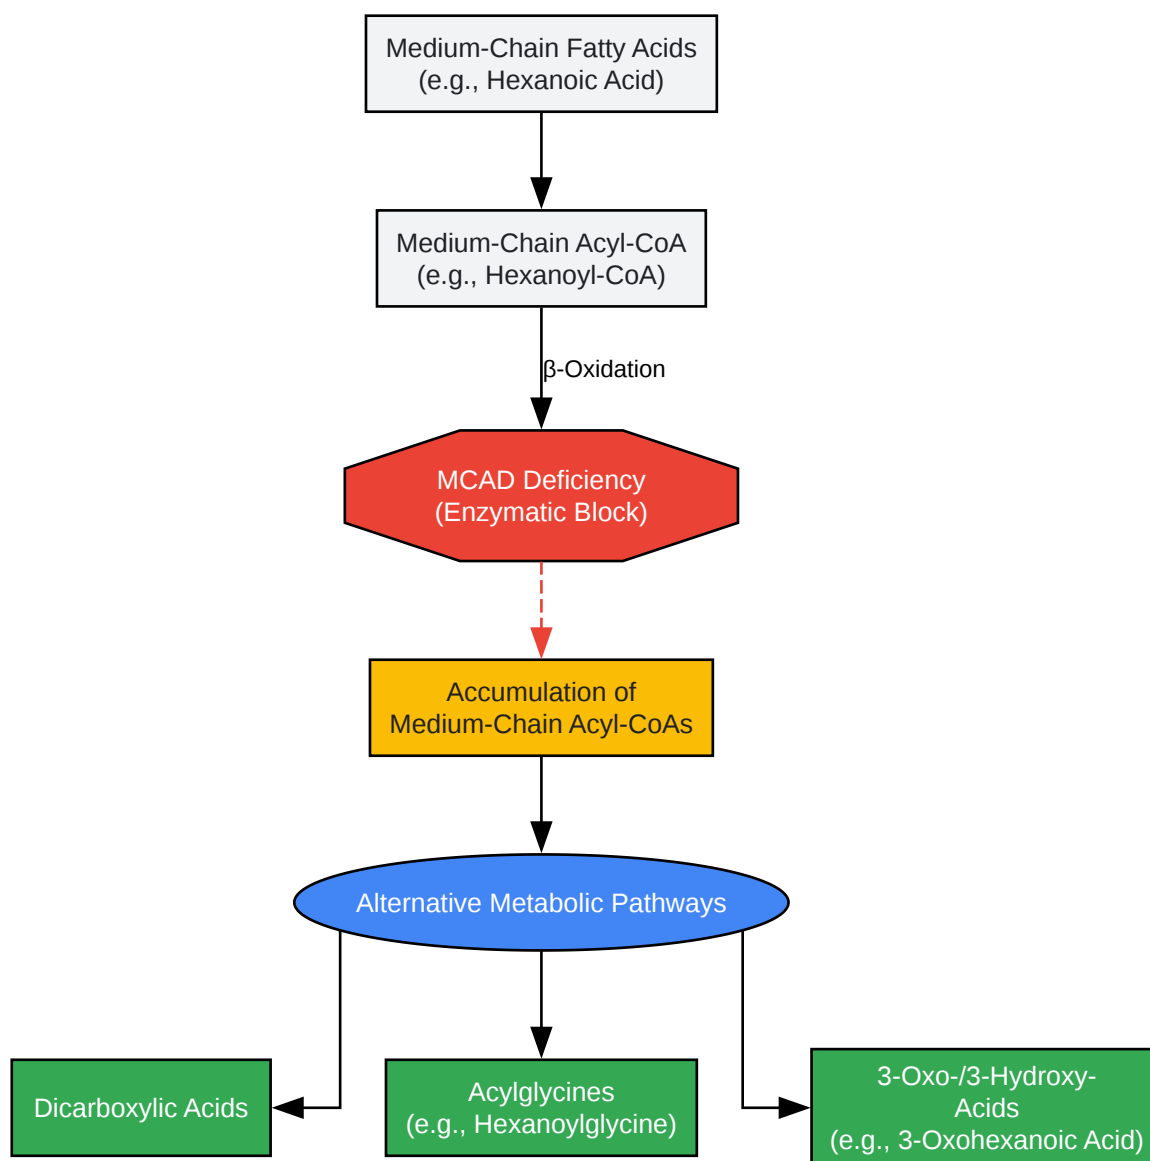 Medium-Chain Fatty Acids
(e.g., Hexanoic Acid)
Medium-Chain Acyl-CoA
(e.g., Hexanoyl-CoA)
β-Oxidation
MCAD Deficiency
(Enzymatic Block)
Accumulation of
Medium-Chain Acyl-CoAs
Alternative Metabolic Pathways
Dicarboxylic Acids
Acylglycines
(e.g., Hexanoylglycine)
3-Oxo-/3-Hydroxy-
Acids
(e.g., 3-Oxohexanoic Acid)